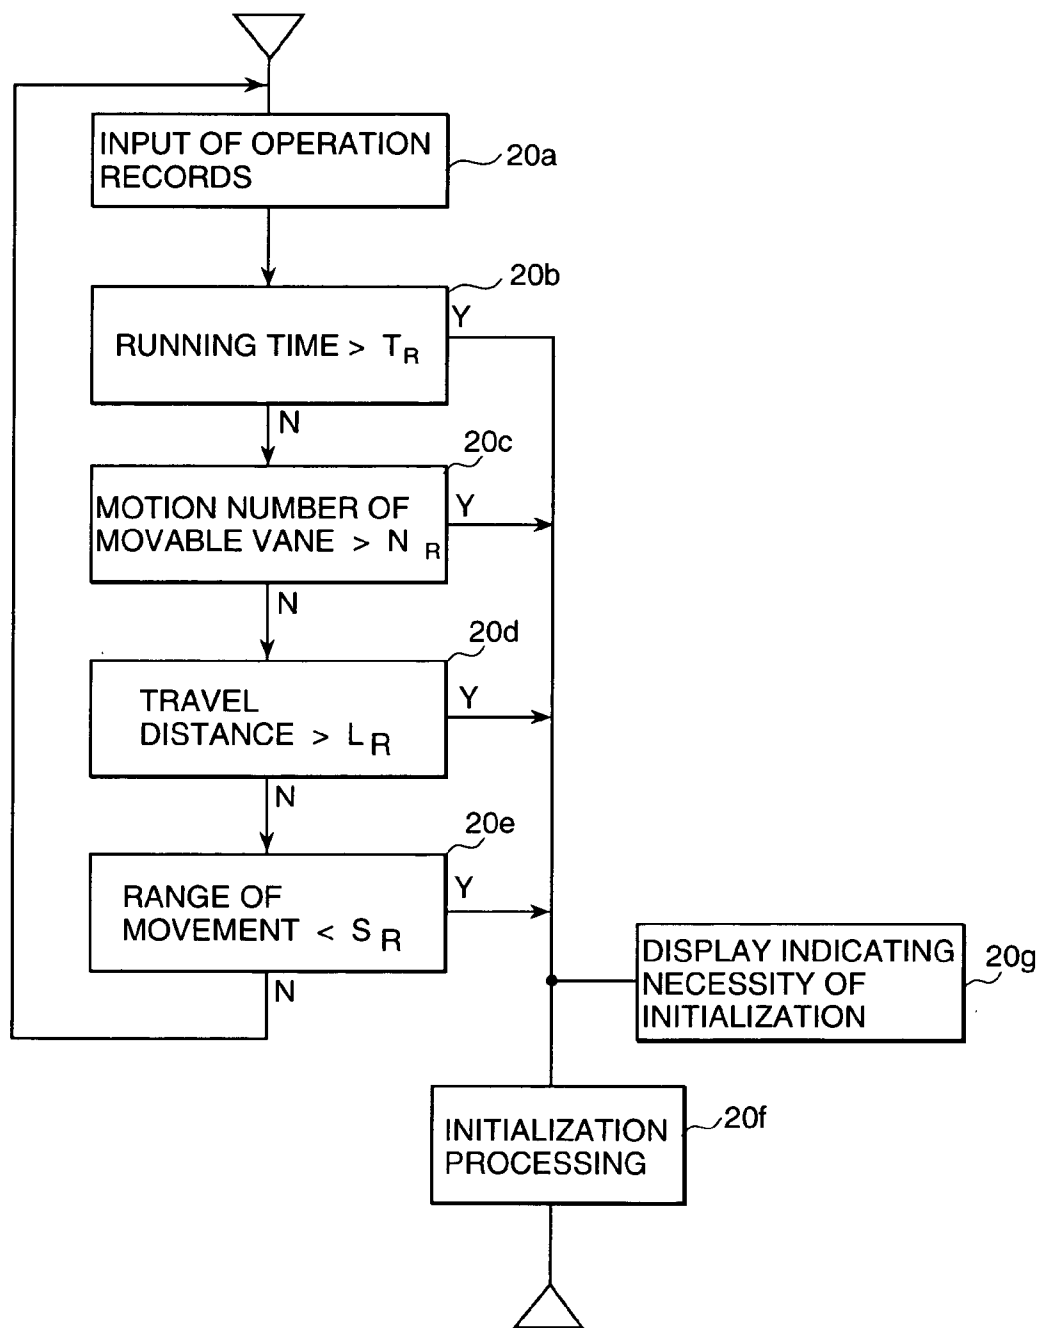 INPUT OF OPERATION
RECORDS
20a
20b
RUNNING TIME > TR
Y
N
20c
MOTION NUMBER OF
MOVABLE VANE > N R
Y
N
20d
TRAVEL
DISTANCE > LR
Y
N
20e
RANGE OF
MOVEMENT < SR
Y
N
DISPLAY INDICATING
NECESSITY OF
INITIALIZATION
20g
INITIALIZATION
PROCESSING
20f